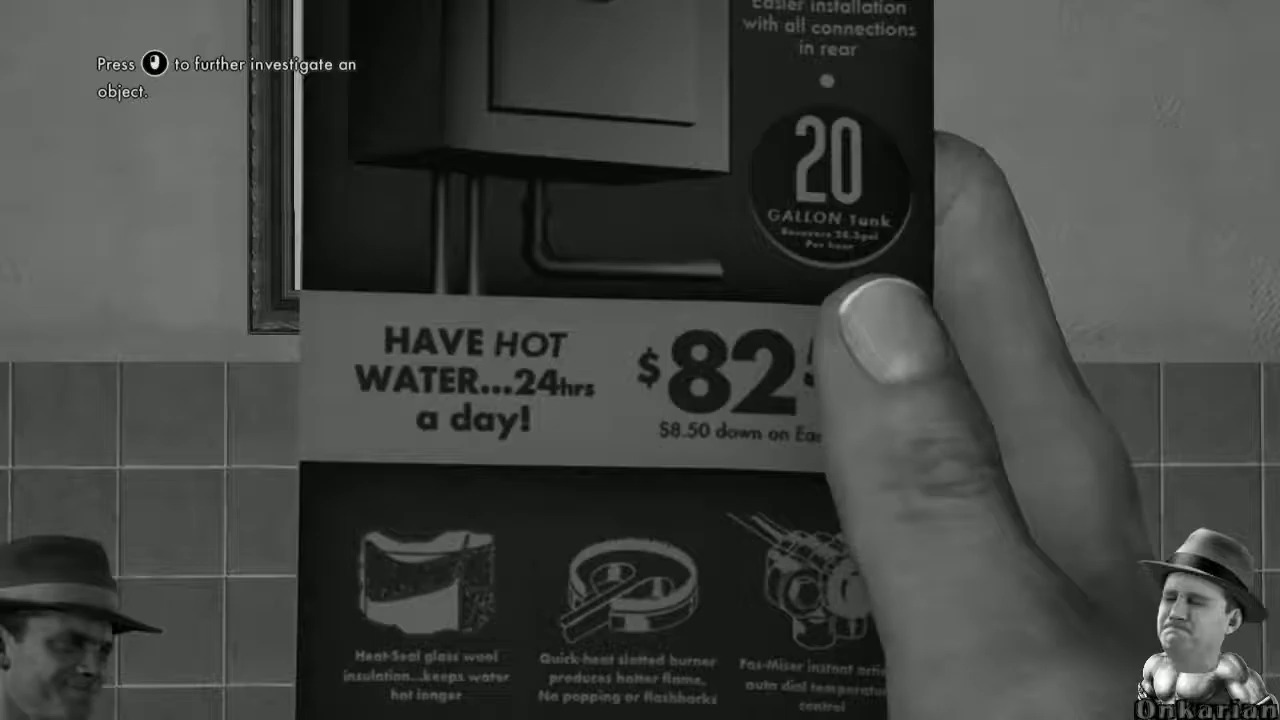 Press to further investigate an
object.
Easier installation
with all connections
in rear
20
GALLON Tank
Per hour
HAVE HOT
WATER...24hrs
a day!
$82
$8.50 down on
Heat-Seal glass wool
insulation...keeps water
hot longer
Quick-heat slotted burner
produces hotter flame,
No popping or flashbacks
Fas-Miser instant
auto dial
control
Onkarian